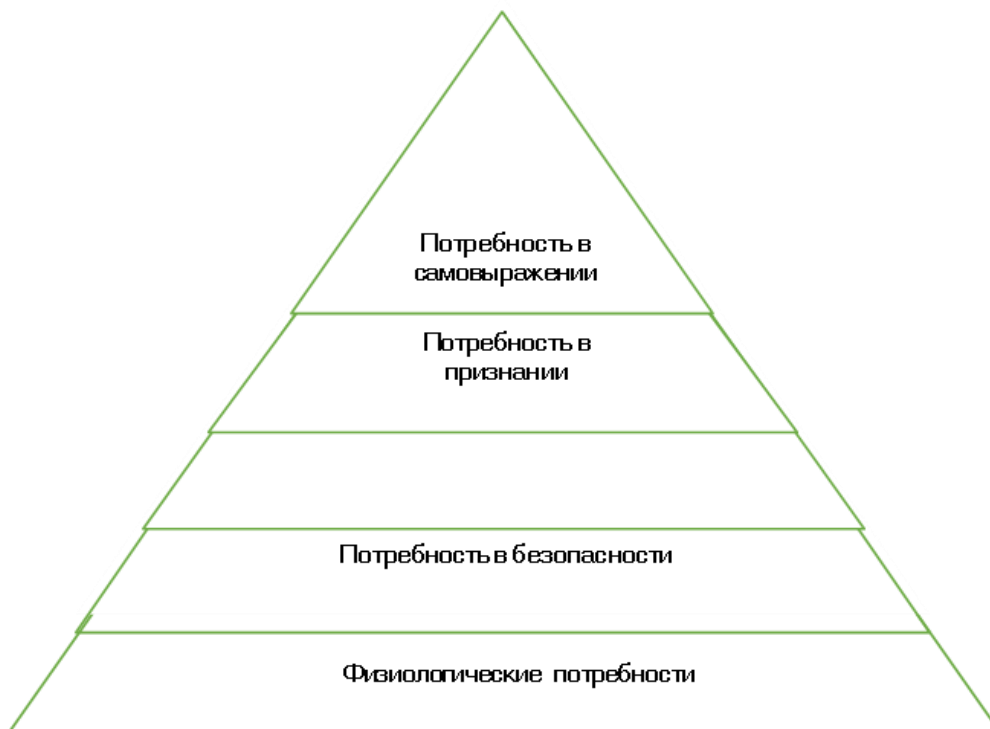 Потребность в
самовыражении
Потребность в
признании
Потребность в безопасности
Физиологические потребности